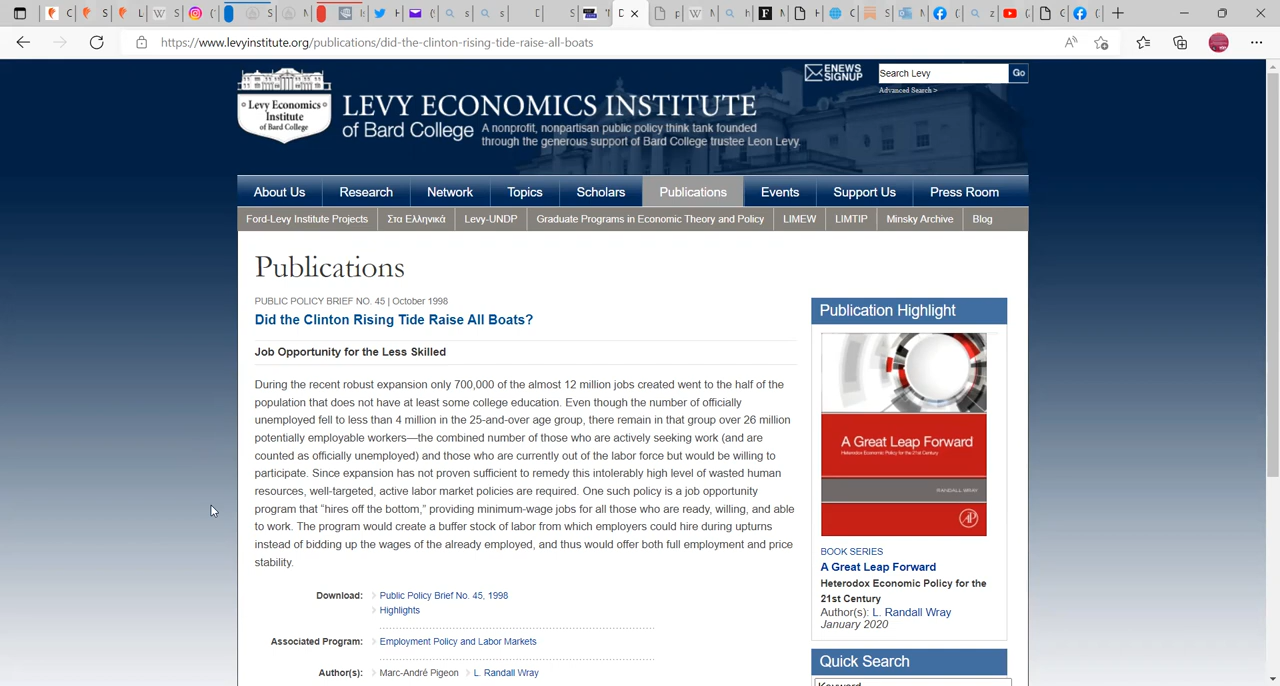 https://www.levyinstitute.org/publications/did-the-clinton-rising-tide-raise-all-boats
ENEWS
SIGNUP
Search Levy
Go
Advanced Search >
Levy Economics
Institute
of Bard College
LEVY ECONOMICS INSTITUTE
of Bard College
A nonprofit, nonpartisan public policy think tank founded
through the generous support of Bard College trustee Leon Levy.
About Us
Research
Network
Topics
Scholars
Publications
Events
Support Us
Press Room
Ford-Levy Institute Projects
Στα Ελληνικά
Levy-UNDP
Graduate Programs in Economic Theory and Policy
LIMEW
LIMTIP
Minsky Archive
Blog
Publications
PUBLIC POLICY BRIEF NO. 45 | October 1998
Did the Clinton Rising Tide Raise All Boats?
Job Opportunity for the Less Skilled
During the recent robust expansion only 700,000 of the almost 12 million jobs created went to the half of the
population that does not have at least some college education. Even though the number of officially
unemployed fell to less than 4 million in the 25-and-over age group, there remain in that group over 26 million
potentially employable workers—the combined number of those who are actively seeking work (and are
counted as officially unemployed) and those who are currently out of the labor force but would be willing to
participate. Since expansion has not proven sufficient to remedy this intolerably high level of wasted human
resources, well-targeted, active labor market policies are required. One such policy is a job opportunity
program that “hires off the bottom,” providing minimum-wage jobs for all those who are ready, willing, and able
to work. The program would create a buffer stock of labor from which employers could hire during upturns
instead of bidding up the wages of the already employed, and thus would offer both full employment and price
stability.
Download:
Public Policy Brief No. 45, 1998
Highlights
Associated Program:
Employment Policy and Labor Markets
Author(s):
Marc-André Pigeon
L. Randall Wray
Publication Highlight
A Great Leap Forward
Heterodox Economic Policy for the 21st Century
RANDALL WRAY
BOOK SERIES
A Great Leap Forward
Heterodox Economic Policy for the
21st Century
Author(s): L. Randall Wray
January 2020
Quick Search
Keyword